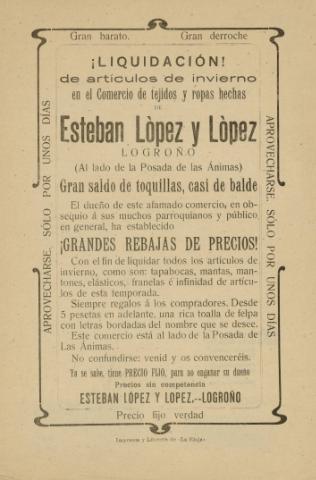 Gran barato. Gran derroche
¡LIQUIDACIÓN!
de artículos de invierno
en el Comercio de tejidos y ropas hechas
DE
Esteban Lòpez y Lòpez
LOGROÑO
(Al lado de la Posada de las Ánimas)
Gran saldo de toquillas, casi de balde
El dueño de este afamado comercio, en ob-
sequio á sus muchos parroquianos y público
en general, ha establecido
¡GRANDES REBAJAS DE PRECIOS!
Con el fin de liquidar todos los artículos de
invierno, como son: tapabocas, mantas, man-
tones, elásticos, franelas é infinidad de artícu-
los de esta temporada.
Siempre regalos á los compradores. Desde
5 pesetas en adelante, una rica toalla de felpa
con letras bordadas del nombre que se desee.
Este comercio está al lado de la Posada de
Las Ánimas.
No confundirse: venid y os convenceréis.
Ya se sabe, tiene PRECIO FIJO, para no engañar su dueño
Precios sin competencia
ESTEBAN LÓPEZ Y LOPEZ.--LOGROÑO
Precio fijo verdad
APROVECHARSE. SÓLO POR UNOS DÍAS
APROVECHARSE. SÓLO POR UNOS DÍAS
Imprenta y Librería de «La Rioja»